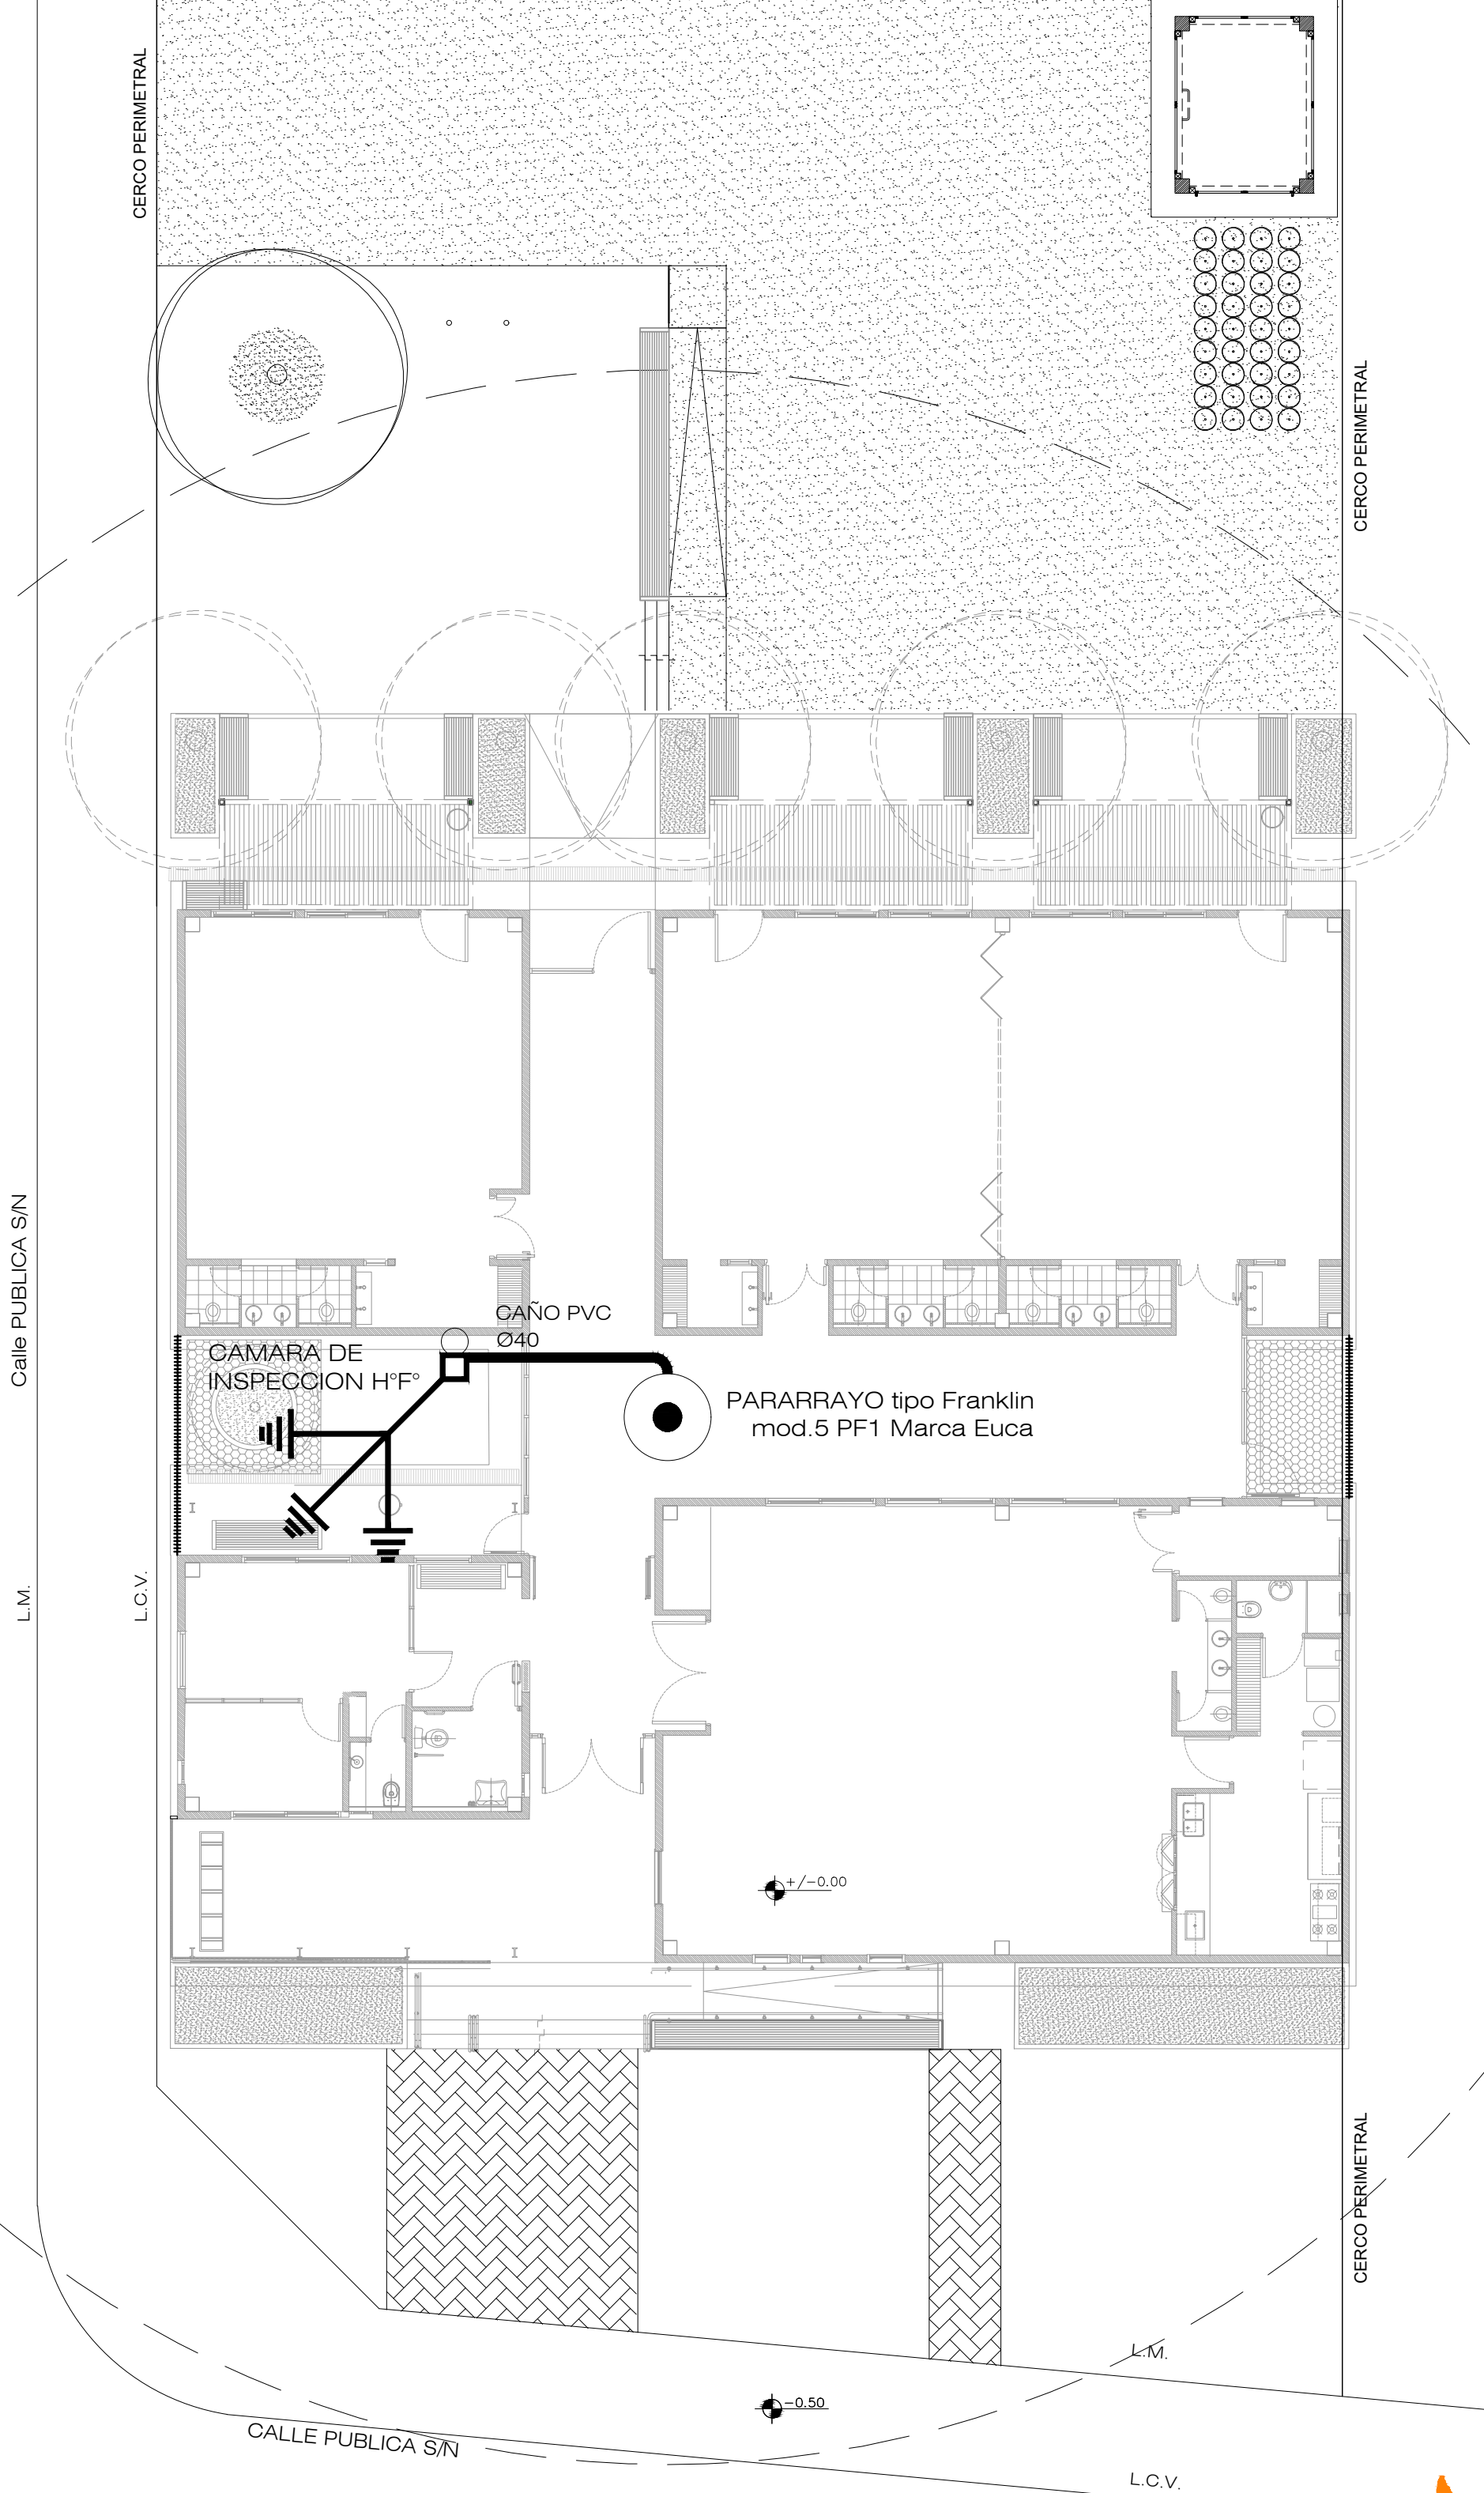 CERCO PERIMETRAL
CERCO PERIMETRAL
Calle PUBLICA S/N
CAÑO PVC
Ø40
CAMARA DE
INSPECCION H°F°
PARARRAYO tipo Franklin
mod.5 PF1 Marca Euca
L.M.
L.C.V.
+/-0.00
CERCO PERIMETRAL
L.M.
-0.50
CALLE PUBLICA S/N
L.C.V.